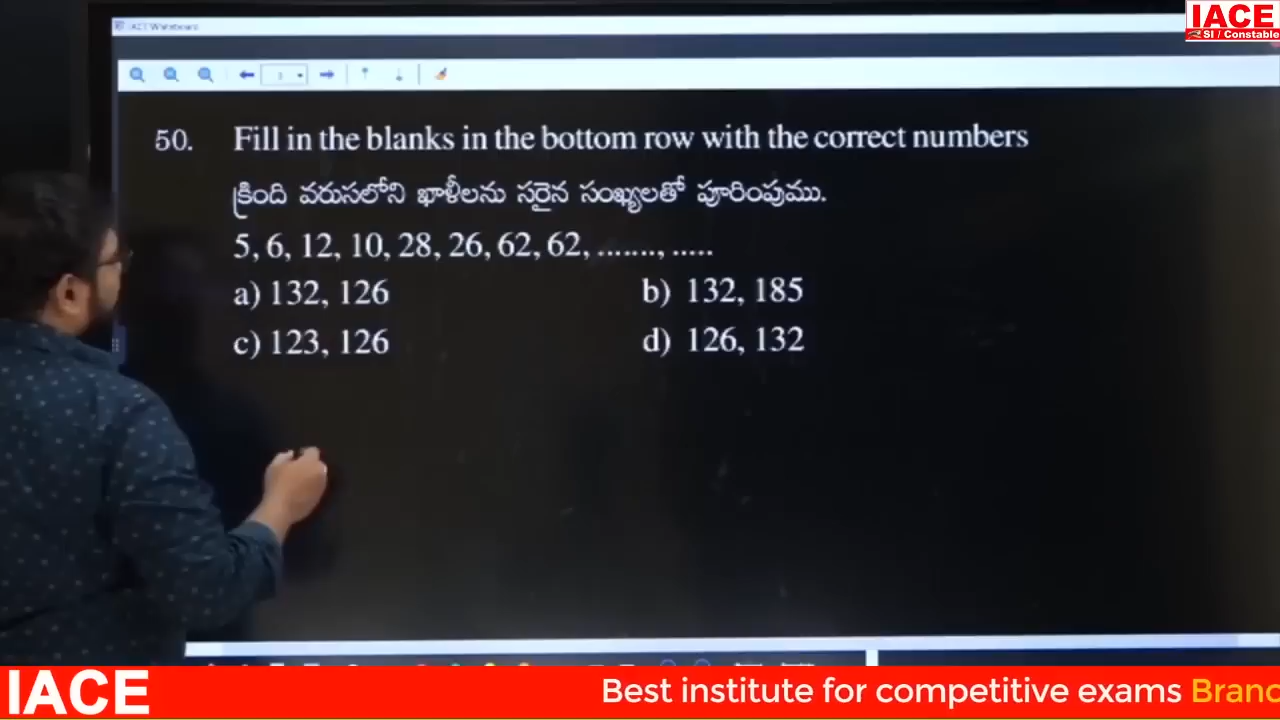 IACE
SI / Constable
50. Fill in the blanks in the bottom row with the correct numbers
క్రింది వరుసలోని ఖాళీలను సరైన సంఖ్యలతో పూరింపుము.
5, 6, 12, 10, 28, 26, 62, 62, ......., .....
a) 132, 126 b) 132, 185
c) 123, 126 d) 126, 132
IACE Best institute for competitive exams Branc